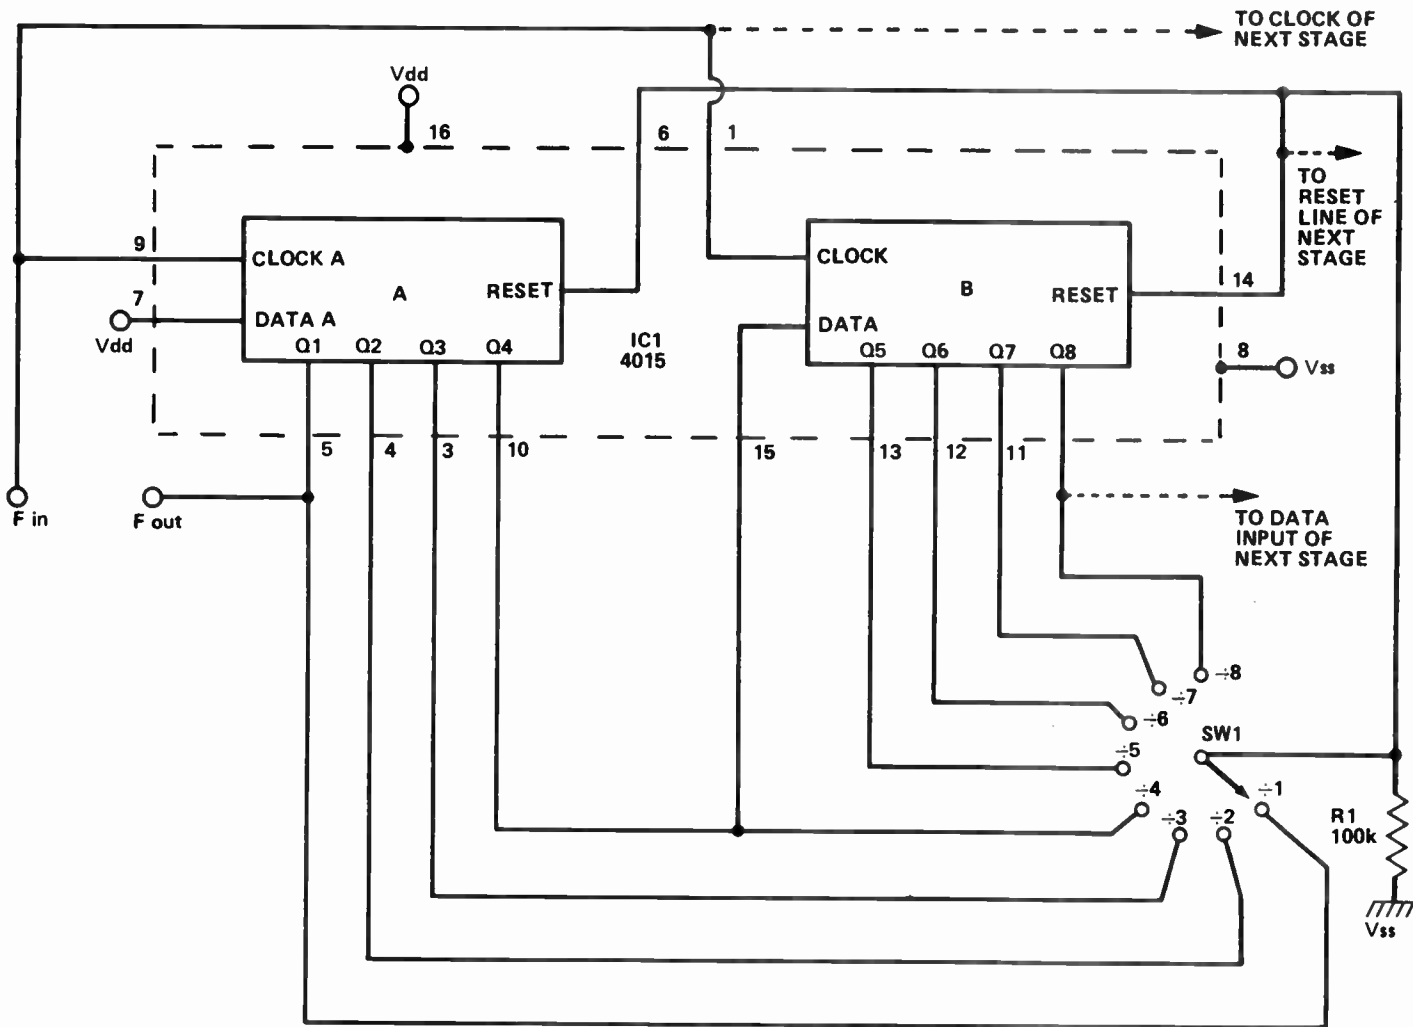 TO CLOCK OF
NEXT STAGE
Vdd
16
6
1
TO
RESET
LINE OF
NEXT
STAGE
9
CLOCK A
A
RESET
7
Vdd
DATA A
Q1 Q2 Q3 Q4
IC1
4015
CLOCK
B
RESET
14
DATA
Q5 Q6 Q7 Q8
8
Vss
5
4
3
10
15
13
12
11
F in
F out
TO DATA
INPUT OF
NEXT STAGE
÷8
÷7
÷6
SW1
÷5
÷4
÷3
÷2
÷1
R1
100k
Vss